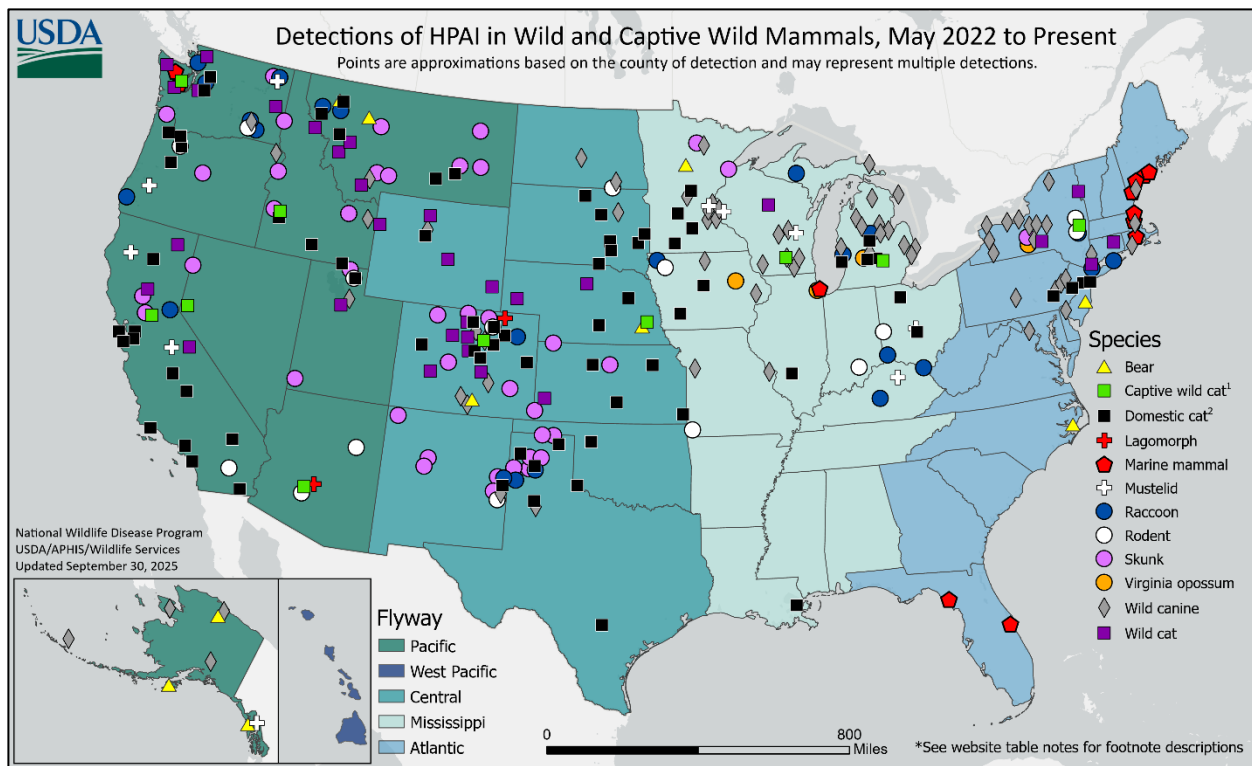 USDA
Detections of HPAI in Wild and Captive Wild Mammals, May 2022 to Present
Points are approximations based on the county of detection and may represent multiple detections.
Species
Bear
Captive wild cat¹
Domestic cat²
Lagomorph
Marine mammal
Mustelid
Raccoon
Rodent
Skunk
Virginia opossum
Wild canine
Wild cat
National Wildlife Disease Program
USDA/APHIS/Wildlife Services
Updated September 30, 2025
Flyway
Pacific
West Pacific
Central
Mississippi
Atlantic
0 800
Miles
*See website table notes for footnote descriptions